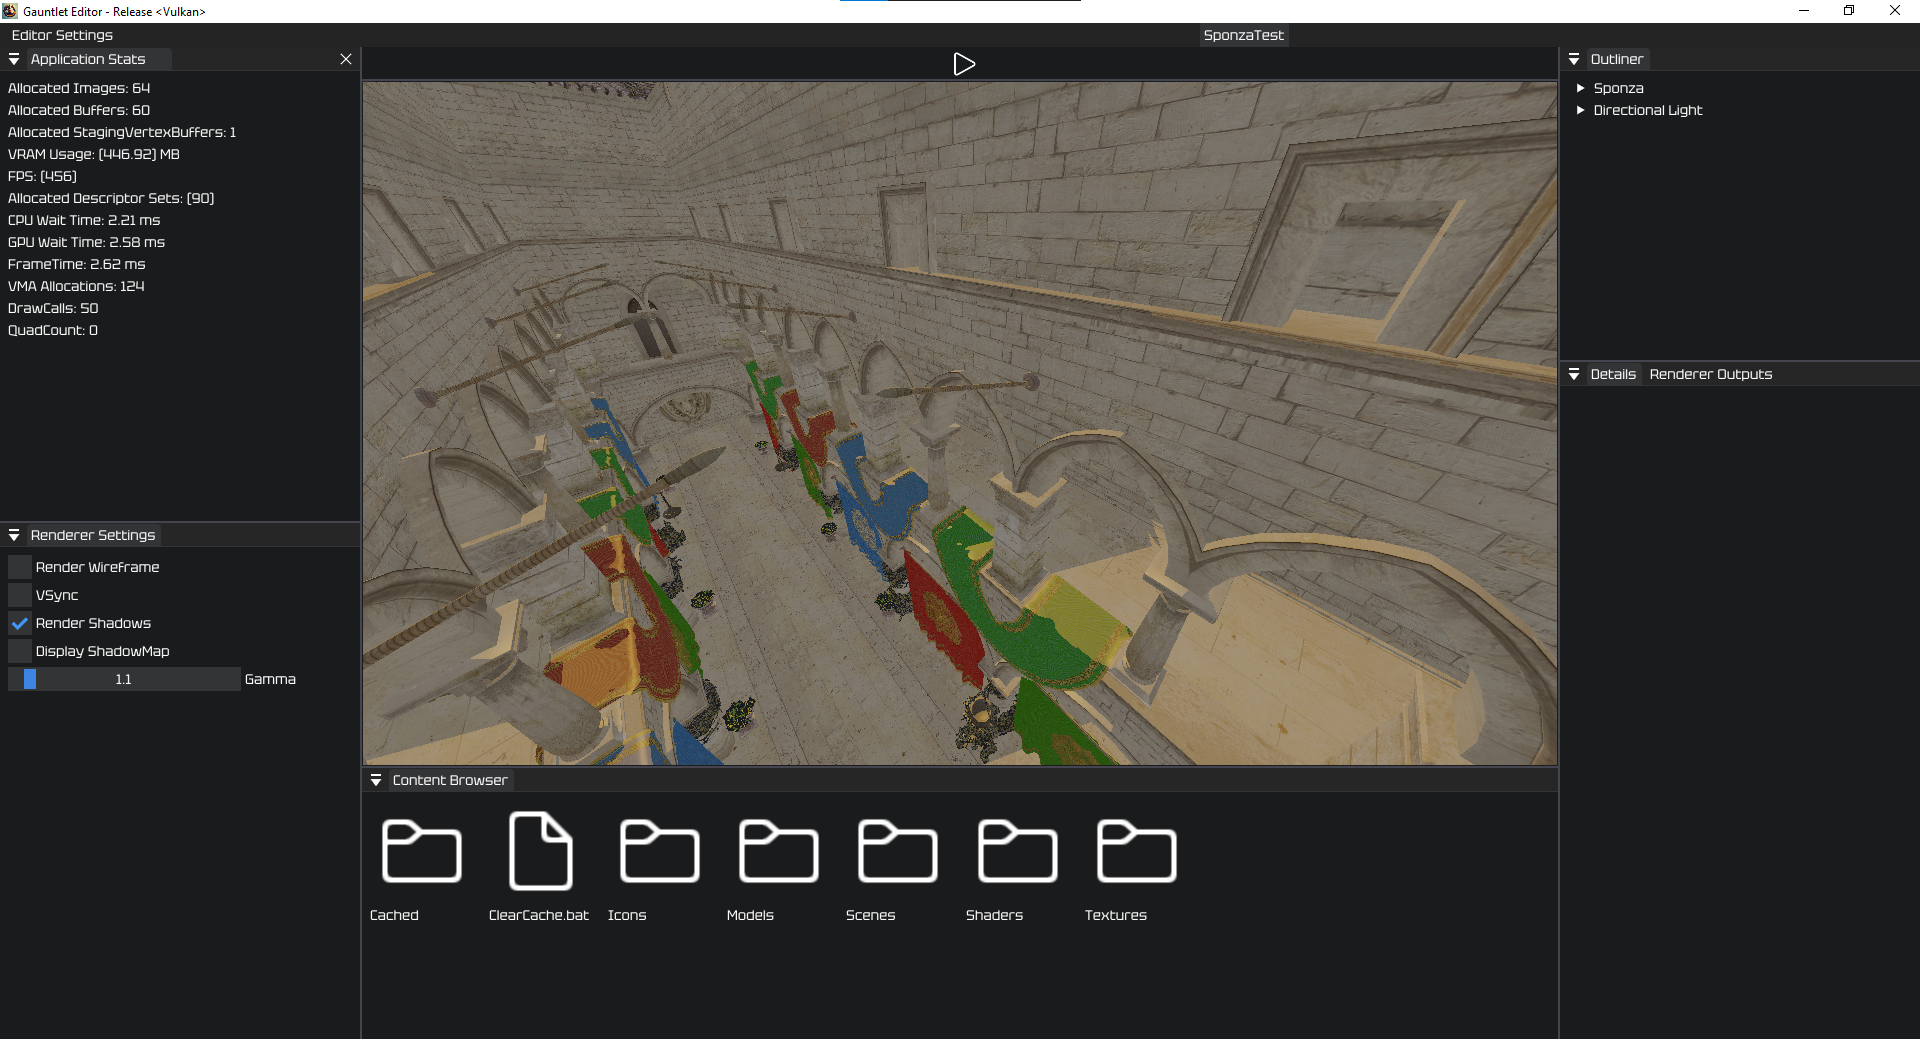 Gauntlet Editor - Release <Vulkan>
Editor Settings
SponzaTest
Application Stats
Allocated Images: 64
Allocated Buffers: 60
Allocated StagingVertexBuffers: 1
VRAM Usage: (446.92) MB
FPS: (456)
Allocated Descriptor Sets: (90)
CPU Wait Time: 2.21 ms
GPU Wait Time: 2.58 ms
FrameTime: 2.62 ms
VMA Allocations: 124
DrawCalls: 50
QuadCount: 0
Renderer Settings
Render Wireframe
VSync
Render Shadows
Display ShadowMap
1.1 Gamma
Content Browser
Cached
ClearCache.bat
Icons
Models
Scenes
Shaders
Textures
Outliner
Sponza
Directional Light
Details Renderer Outputs